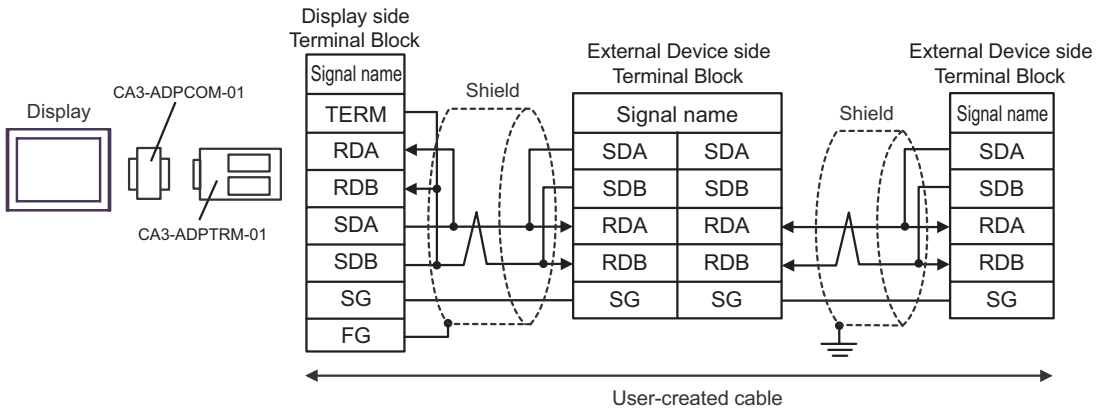 Display side
Terminal Block
External Device side
Terminal Block
External Device side
Terminal Block
Display
CA3-ADPCOM-01
CA3-ADPTRM-01
Signal name
TERM
RDA
RDB
SDA
SDB
SG
FG
Shield
Signal name
SDA SDA
SDB SDB
RDA RDA
RDB RDB
SG SG
Shield
Signal name
SDA
SDB
RDA
RDB
SG
User-created cable